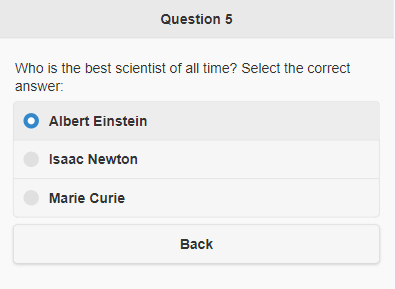 Question 5
Who is the best scientist of all time? Select the correct
answer:
Albert Einstein
Isaac Newton
Marie Curie
Back